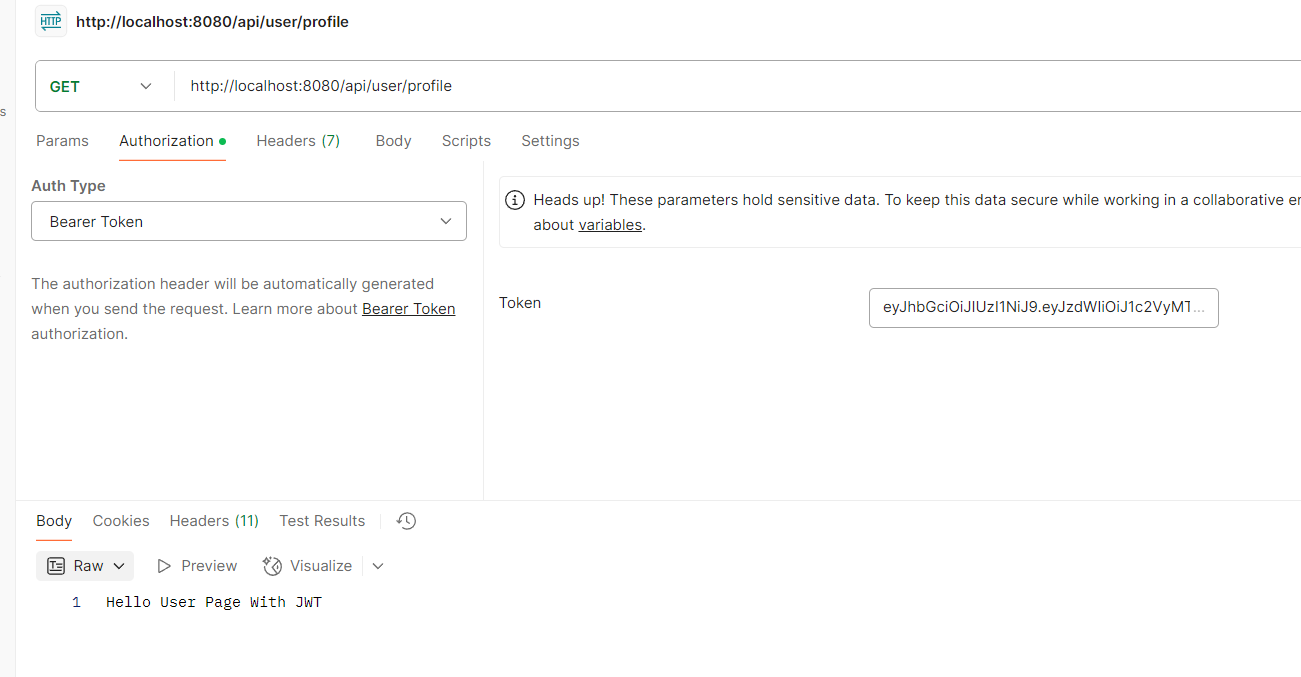 HTTP http://localhost:8080/api/user/profile
GET http://localhost:8080/api/user/profile
s
Params Authorization Headers (7) Body Scripts Settings
Auth Type
Bearer Token
The authorization header will be automatically generated
when you send the request. Learn more about Bearer Token
authorization.
Heads up! These parameters hold sensitive data. To keep this data secure while working in a collaborative er
about variables.
Token
eyJhbGciOiJIUzI1NiJ9.eyJzdWIiOiJ1c2VyMT...
Body Cookies Headers (11) Test Results
Raw Preview Visualize
1 Hello User Page With JWT